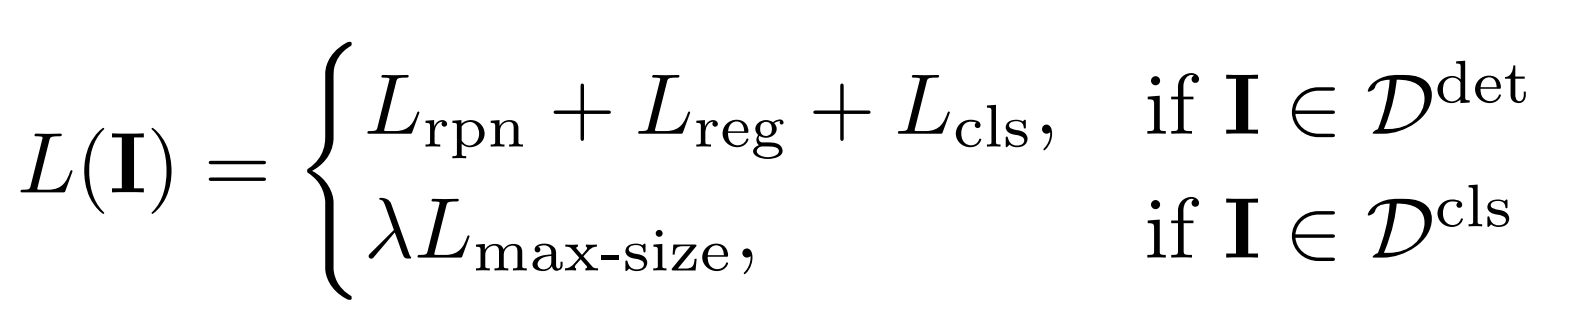 L(𝐈) = { L_rpn + L_reg + L_cls, if 𝐈 ∈ 𝒟^det
λL_max-size, if 𝐈 ∈ 𝒟^cls